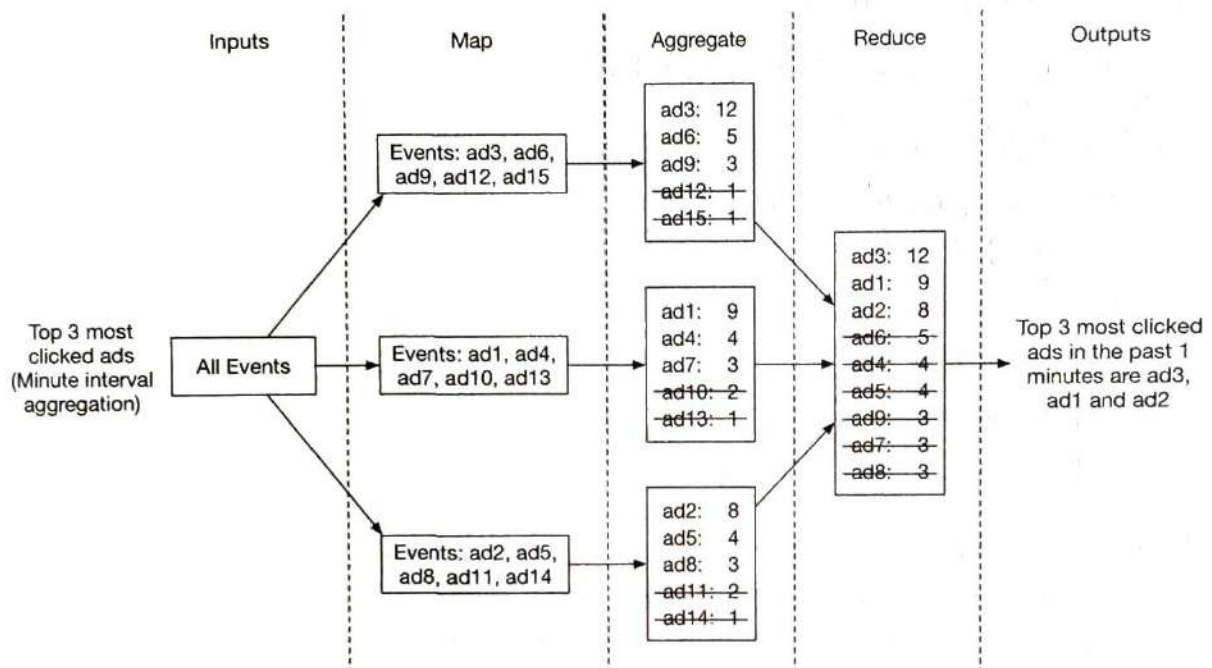 Inputs
Map
Aggregate
Reduce
Outputs
Top 3 most
clicked ads
(Minute interval
aggregation)
All Events
Events: ad3, ad6,
ad9, ad12, ad15
Events: ad1, ad4,
ad7, ad10, ad13
Events: ad2, ad5,
ad8, ad11, ad14
ad3: 12
ad6: 5
ad9: 3
ad12: 1
ad15: 1
ad1: 9
ad4: 4
ad7: 3
ad10: 2
ad13: 1
ad2: 8
ad5: 4
ad8: 3
ad11: 2
ad14: 1
ad3: 12
ad1: 9
ad2: 8
ad6: 5
ad4: 4
ad5: 4
ad9: 3
ad7: 3
ad8: 3
Top 3 most clicked
ads in the past 1
minutes are ad3,
ad1 and ad2